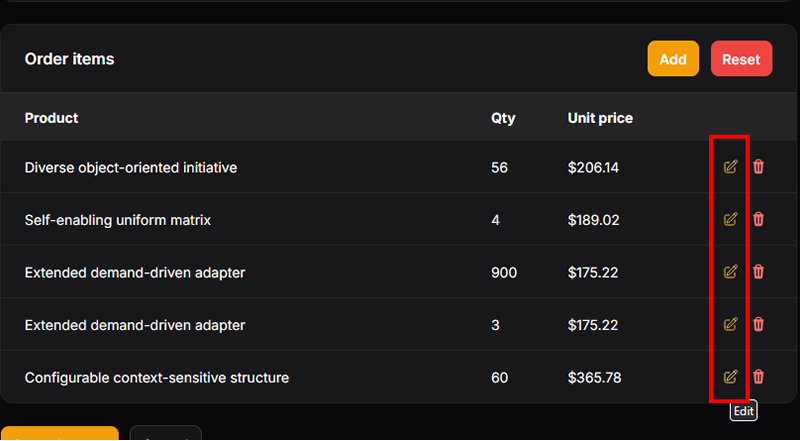 Order items
Add
Reset
Product Qty Unit price
Diverse object-oriented initiative 56 $206.14
Self-enabling uniform matrix 4 $189.02
Extended demand-driven adapter 900 $175.22
Extended demand-driven adapter 3 $175.22
Configurable context-sensitive structure 60 $365.78
Edit